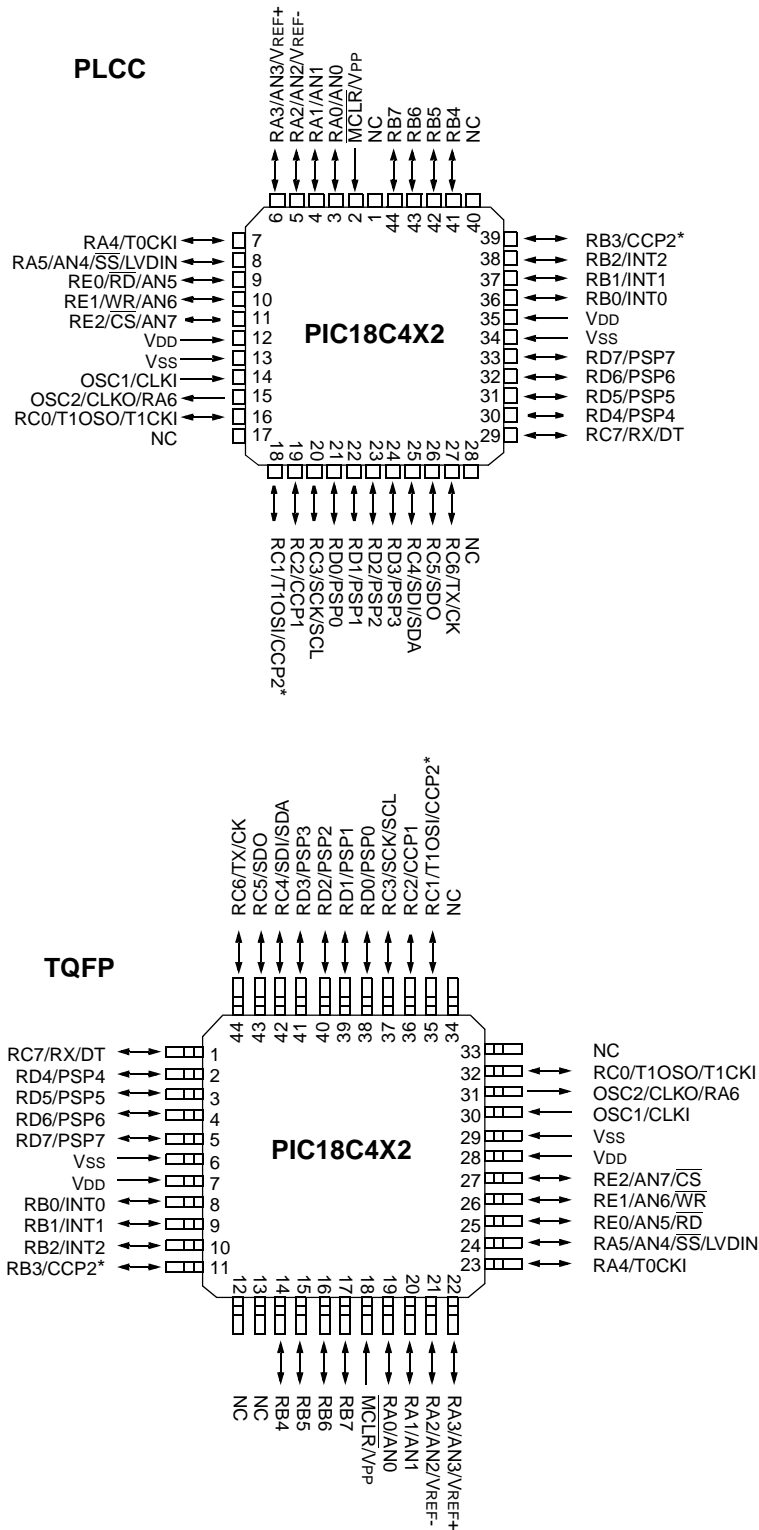 PLCC
RA3/AN3/VREF+
RA2/AN2/VREF-
RA1/AN1
RA0/AN0
MCLR/VPP
NC
RB7
RB6
RB5
RB4
NC
6 5 4 3 2 1 44 43 42 41 40
RA4/T0CKI 7
RA5/AN4/SS/LVDIN 8
RE0/RD/AN5 9
RE1/WR/AN6 10
RE2/CS/AN7 11
VDD 12
VSS 13
OSC1/CLKI 14
OSC2/CLKO/RA6 15
RC0/T1OSO/T1CKI 16
NC 17
PIC18C4X2
39 RB3/CCP2*
38 RB2/INT2
37 RB1/INT1
36 RB0/INT0
35 VDD
34 VSS
33 RD7/PSP7
32 RD6/PSP6
31 RD5/PSP5
30 RD4/PSP4
29 RC7/RX/DT
18 19 20 21 22 23 24 25 26 27 28
RC1/T1OSI/CCP2*
RC2/CCP1
RC3/SCK/SCL
RD0/PSP0
RD1/PSP1
RD2/PSP2
RD3/PSP3
RC4/SDI/SDA
RC5/SDO
RC6/TX/CK
NC
TQFP
RC6/TX/CK
RC5/SDO
RC4/SDI/SDA
RD3/PSP3
RD2/PSP2
RD1/PSP1
RD0/PSP0
RC3/SCK/SCL
RC2/CCP1
RC1/T1OSI/CCP2*
NC
44 43 42 41 40 39 38 37 36 35 34
RC7/RX/DT 1
RD4/PSP4 2
RD5/PSP5 3
RD6/PSP6 4
RD7/PSP7 5
VSS 6
VDD 7
RB0/INT0 8
RB1/INT1 9
RB2/INT2 10
RB3/CCP2* 11
PIC18C4X2
33 NC
32 RC0/T1OSO/T1CKI
31 OSC2/CLKO/RA6
30 OSC1/CLKI
29 VSS
28 VDD
27 RE2/AN7/CS
26 RE1/AN6/WR
25 RE0/AN5/RD
24 RA5/AN4/SS/LVDIN
23 RA4/T0CKI
12 13 14 15 16 17 18 19 20 21 22
NC
NC
RB4
RB5
RB6
RB7
MCLR/VPP
RA0/AN0
RA1/AN1
RA2/AN2/VREF-
RA3/AN3/VREF+